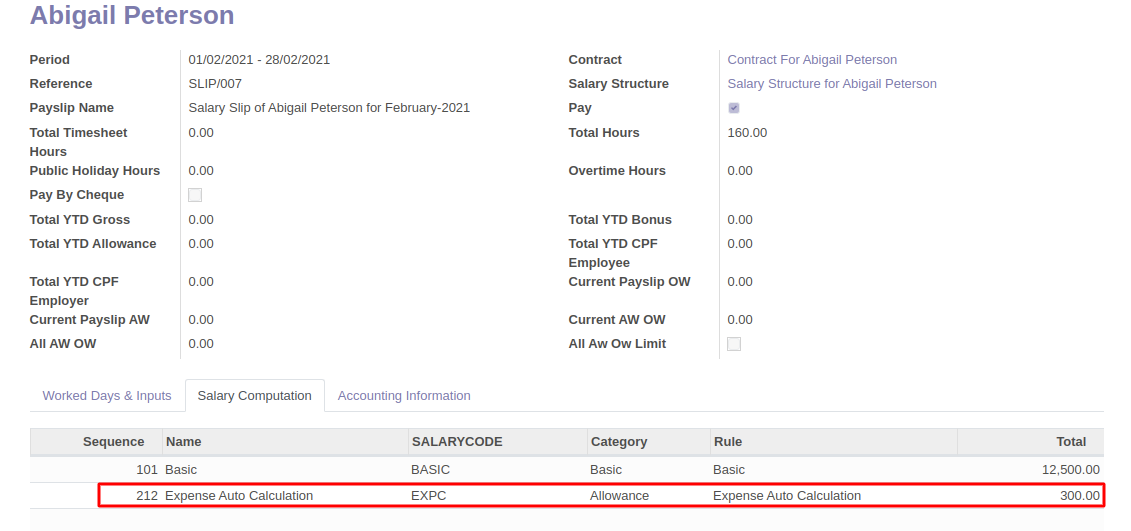 Abigail Peterson
Period 01/02/2021 - 28/02/2021 Contract Contract For Abigail Peterson
Reference SLIP/007 Salary Structure Salary Structure for Abigail Peterson
Payslip Name Salary Slip of Abigail Peterson for February-2021 Pay
Total Timesheet 0.00 Total Hours 160.00
Hours
Public Holiday Hours 0.00 Overtime Hours 0.00
Pay By Cheque
Total YTD Gross 0.00 Total YTD Bonus 0.00
Total YTD Allowance 0.00 Total YTD CPF 0.00
Employee
Total YTD CPF 0.00 Current Payslip OW 0.00
Employer
Current Payslip AW 0.00 Current AW OW 0.00
All AW OW 0.00 All Aw Ow Limit
Worked Days & Inputs Salary Computation Accounting Information
Sequence Name SALARYCODE Category Rule Total
101 Basic BASIC Basic Basic 12,500.00
212 Expense Auto Calculation EXPC Allowance Expense Auto Calculation 300.00